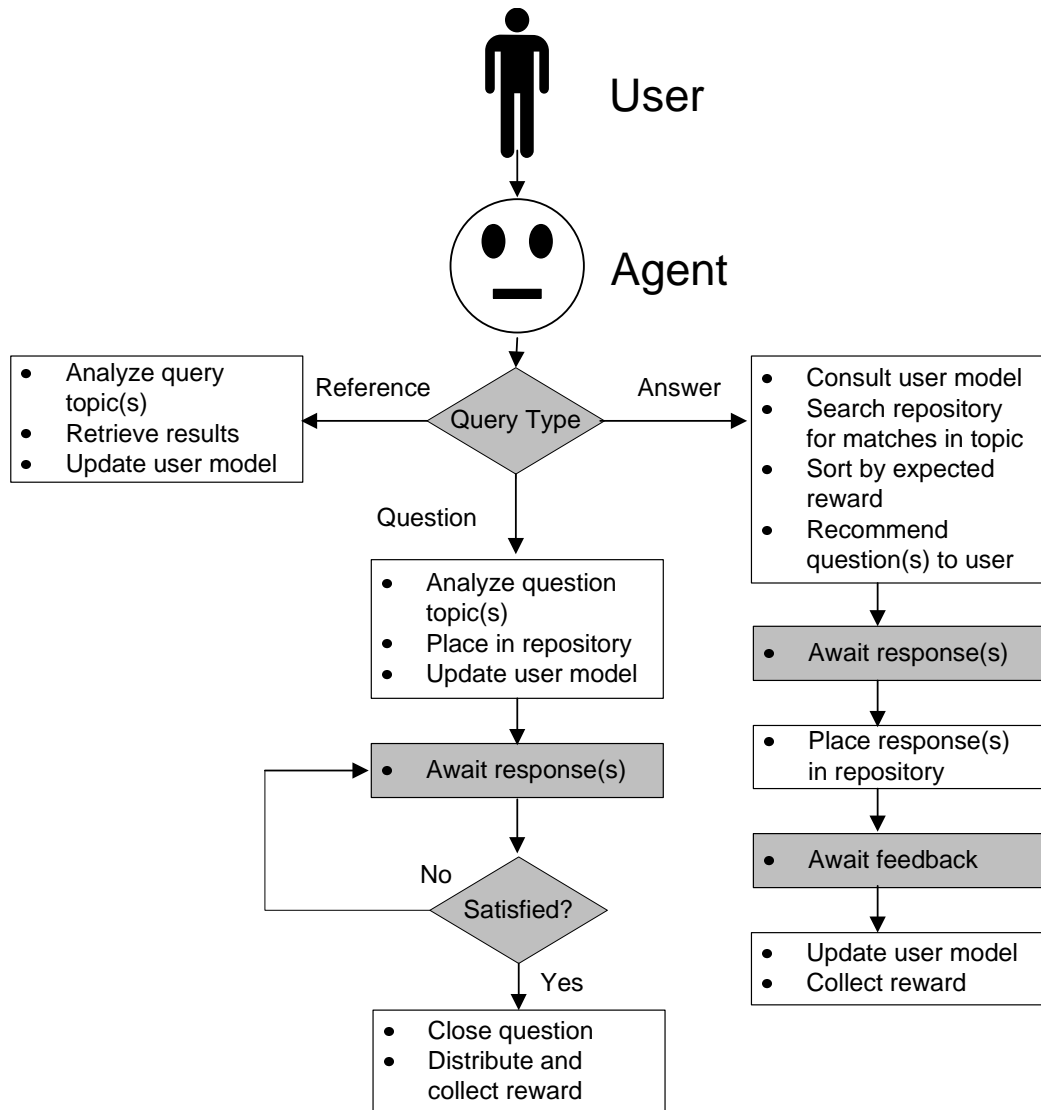 User
Agent
Query Type
Reference
• Analyze query
topic(s)
• Retrieve results
• Update user model
Question
• Analyze question
topic(s)
• Place in repository
• Update user model
• Await response(s)
Satisfied?
No
Yes
• Close question
• Distribute and
collect reward
Answer
• Consult user model
• Search repository
for matches in topic
• Sort by expected
reward
• Recommend
question(s) to user
• Await response(s)
• Place response(s)
in repository
• Await feedback
• Update user model
• Collect reward